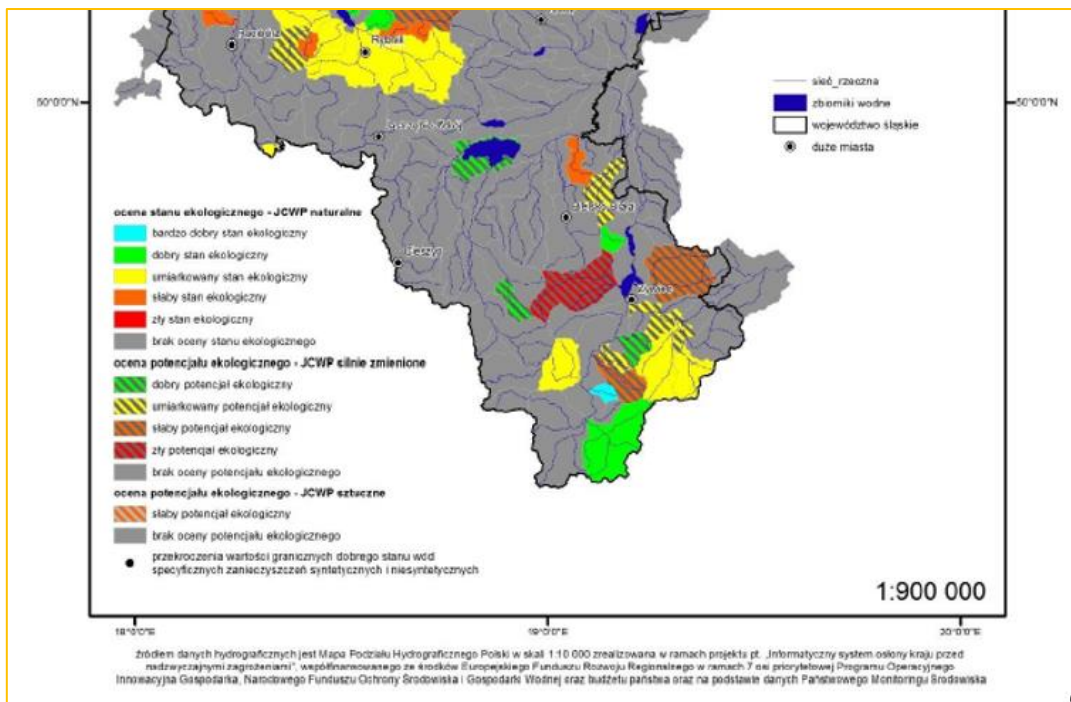 Racibórz
Rybnik
50°0'0"N
50°0'0"N
sieć_rzeczna
zbiorniki wodne
województwo śląskie
duże miasta
Jastrzębie-Zdrój
Bielsko-Biała
Cieszyn
Żywiec
ocena stanu ekologicznego - JCWP naturalne
bardzo dobry stan ekologiczny
dobry stan ekologiczny
umiarkowany stan ekologiczny
słaby stan ekologiczny
zły stan ekologiczny
brak oceny stanu ekologicznego
ocena potencjału ekologicznego - JCWP silnie zmienione
dobry potencjał ekologiczny
umiarkowany potencjał ekologiczny
słaby potencjał ekologiczny
zły potencjał ekologiczny
brak oceny potencjału ekologicznego
ocena potencjału ekologicznego - JCWP sztuczne
słaby potencjał ekologiczny
brak oceny potencjału ekologicznego
przekroczenia wartości granicznych dobrego stanu wód
specyficznych zanieczyszczeń syntetycznych i niesyntetycznych
1:900 000
18°0'0"E
19°0'0"E
20°0'0"E
źródłem danych hydrograficznych jest Mapa Podziału Hydrograficznego Polski w skali 1:10 000 zrealizowana w ramach projektu pt. „Informatyczny system osłony kraju przed
nadzwyczajnymi zagrożeniami", współfinansowanego ze środków Europejskiego Funduszu Rozwoju Regionalnego w ramach 7 osi priorytetowej Programu Operacyjnego
Innowacyjna Gospodarka, Narodowego Funduszu Ochrony Środowiska i Gospodarki Wodnej oraz budżetu państwa oraz na podstawie danych Państwowego Monitoringu Środowiska